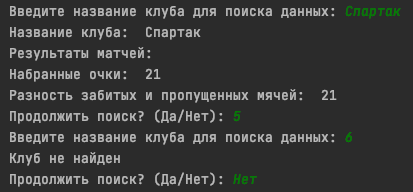 Введите название клуба для поиска данных: Спартак
Название клуба:  Спартак
Результаты матчей:
Набранные очки:  21
Разность забитых и пропущенных мячей:  21
Продолжить поиск? (Да/Нет): 5
Введите название клуба для поиска данных: 6
Клуб не найден
Продолжить поиск? (Да/Нет): Нет